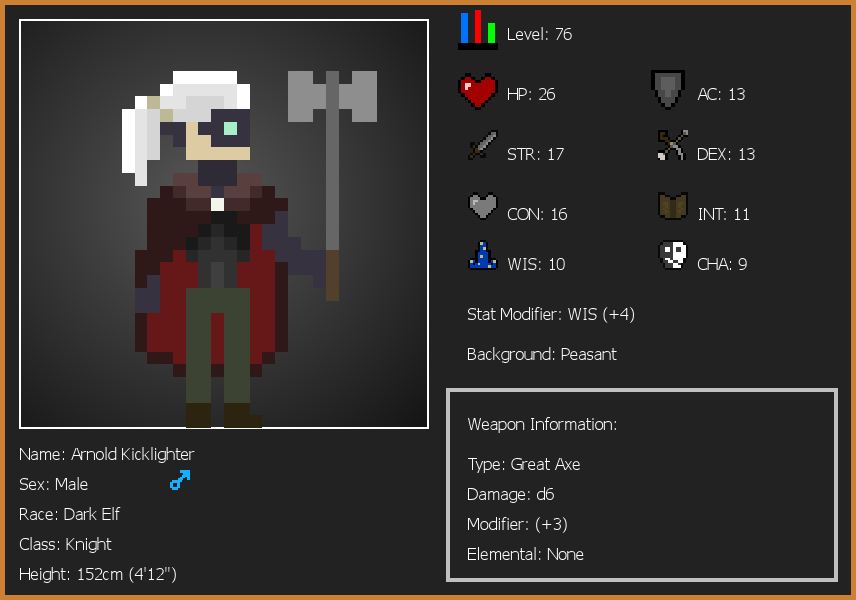 Level: 76
HP: 26
AC: 13
STR: 17
DEX: 13
CON: 16
INT: 11
WIS: 10
CHA: 9
Stat Modifier: WIS (+4)
Background: Peasant
Weapon Information:
Type: Great Axe
Damage: d6
Modifier: (+3)
Elemental: None
Name: Arnold Kicklighter
Sex: Male
Race: Dark Elf
Class: Knight
Height: 152cm (4'12")